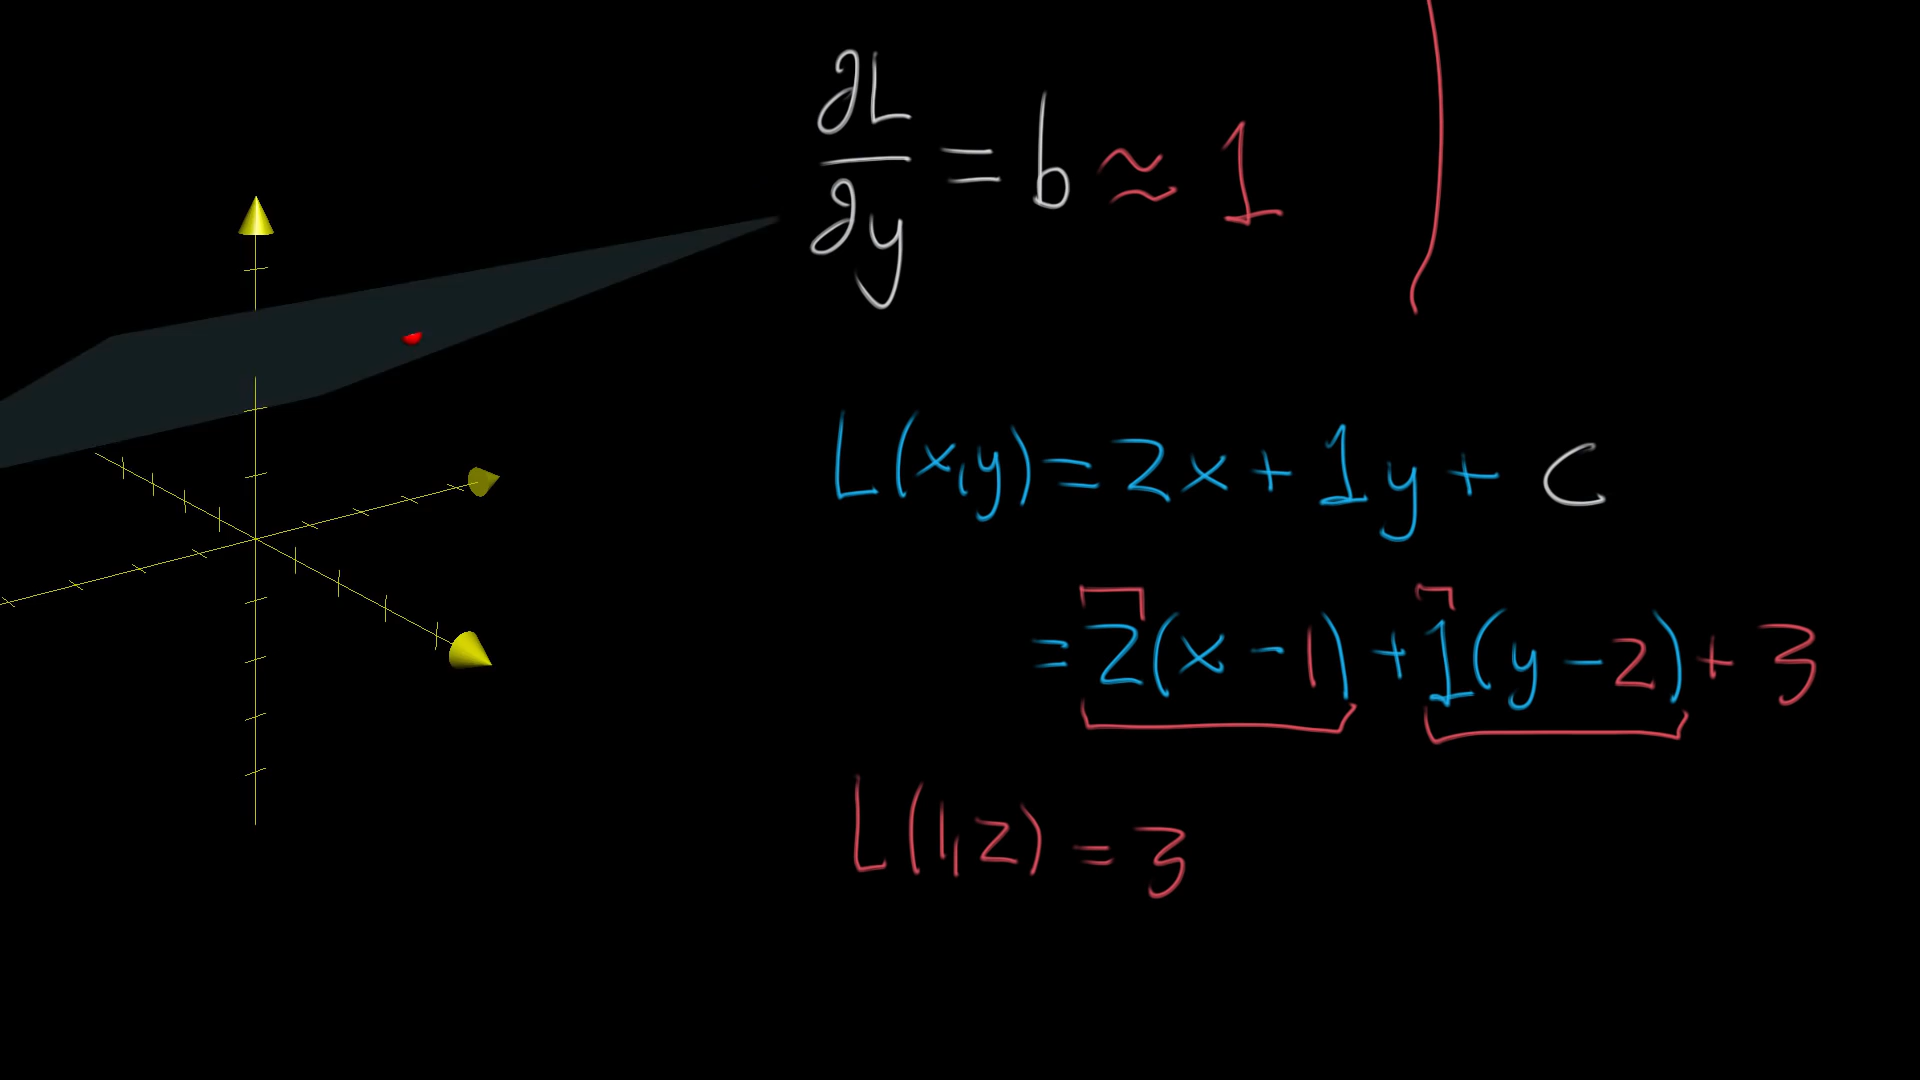 ∂L/∂y = b ≈ 1
L(x,y) = 2x + 1y + C
= 2(x - 1) + 1(y - 2) + 3
L(1,2) = 3